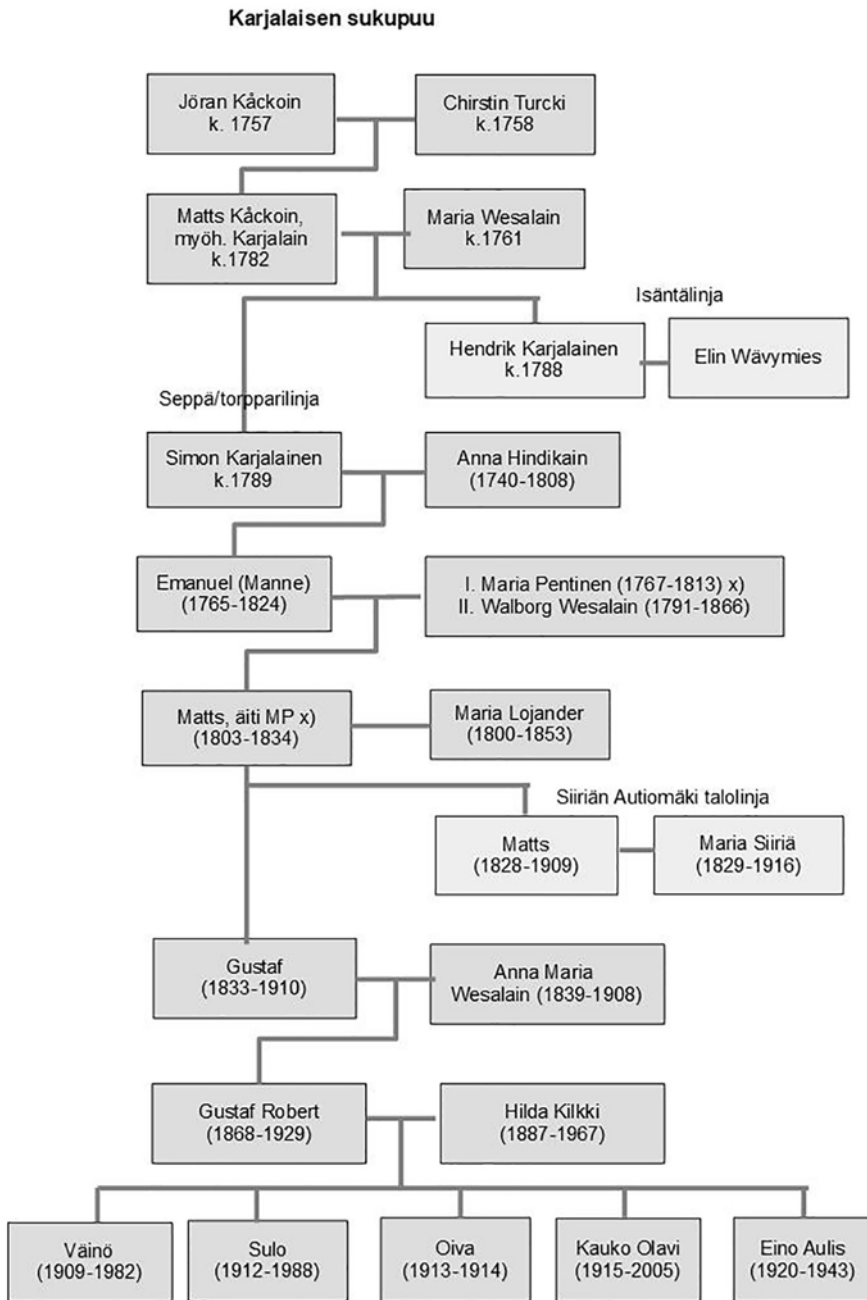 Karjalaisen sukupuu
Jöran Kåckoin
k. 1757
Chirstin Turcki
k.1758
Matts Kåckoin,
myöh. Karjalain
k.1782
Maria Wesalain
k.1761
Isäntälinja
Hendrik Karjalainen
k.1788
Elin Wävymies
Seppä/torpparilinja
Simon Karjalainen
k.1789
Anna Hindikain
(1740-1808)
Emanuel (Manne)
(1765-1824)
I. Maria Pentinen (1767-1813) x)
II. Walborg Wesalain (1791-1866)
Matts, äiti MP x)
(1803-1834)
Maria Lojander
(1800-1853)
Siiriän Autiomäki talolinja
Matts
(1828-1909)
Maria Siiriä
(1829-1916)
Gustaf
(1833-1910)
Anna Maria
Wesalain (1839-1908)
Gustaf Robert
(1868-1929)
Hilda Kilkki
(1887-1967)
Väinö
(1909-1982)
Sulo
(1912-1988)
Oiva
(1913-1914)
Kauko Olavi
(1915-2005)
Eino Aulis
(1920-1943)